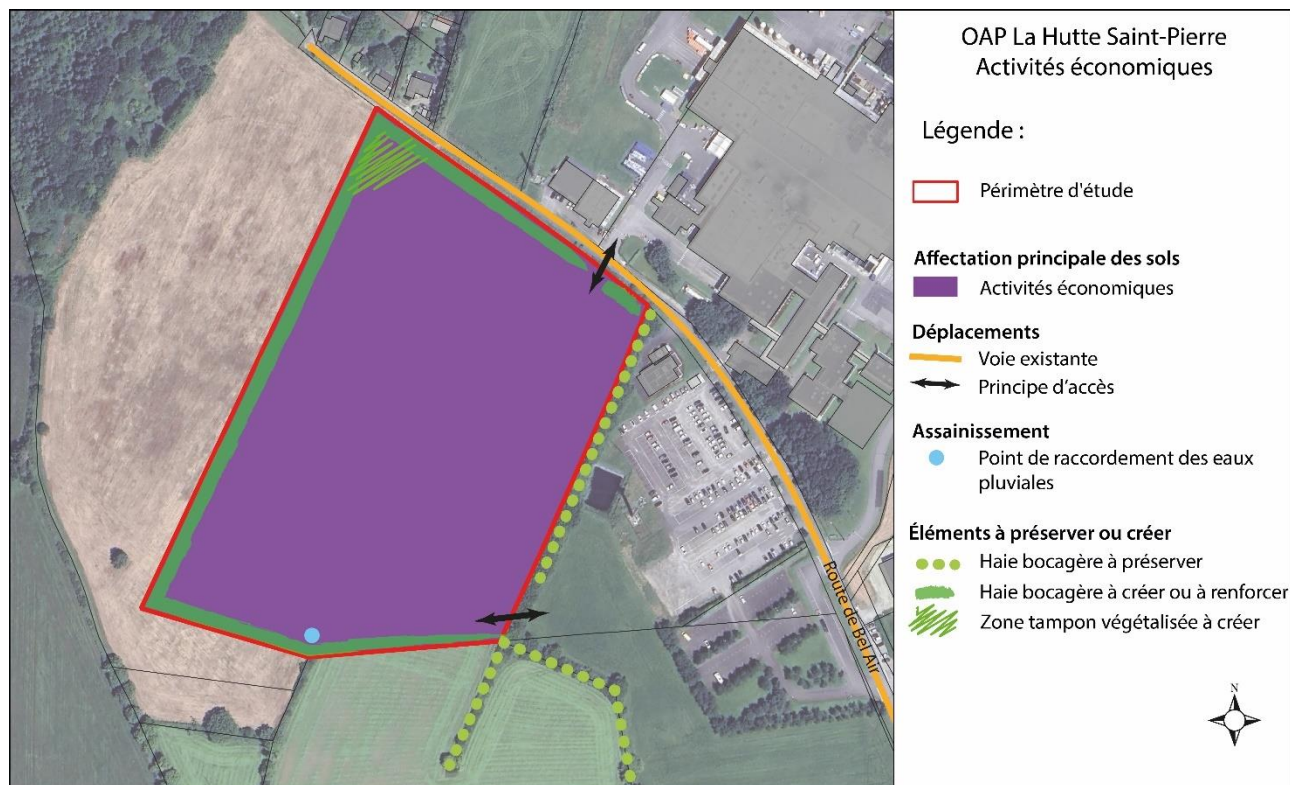 OAP La Hutte Saint-Pierre
Activités économiques
Légende :
Périmètre d'étude
Affectation principale des sols
Activités économiques
Déplacements
Voie existante
Principe d'accès
Assainissement
Point de raccordement des eaux
pluviales
Éléments à préserver ou créer
Haie bocagère à préserver
Haie bocagère à créer ou à renforcer
Zone tampon végétalisée à créer
N
Route de Bel Air